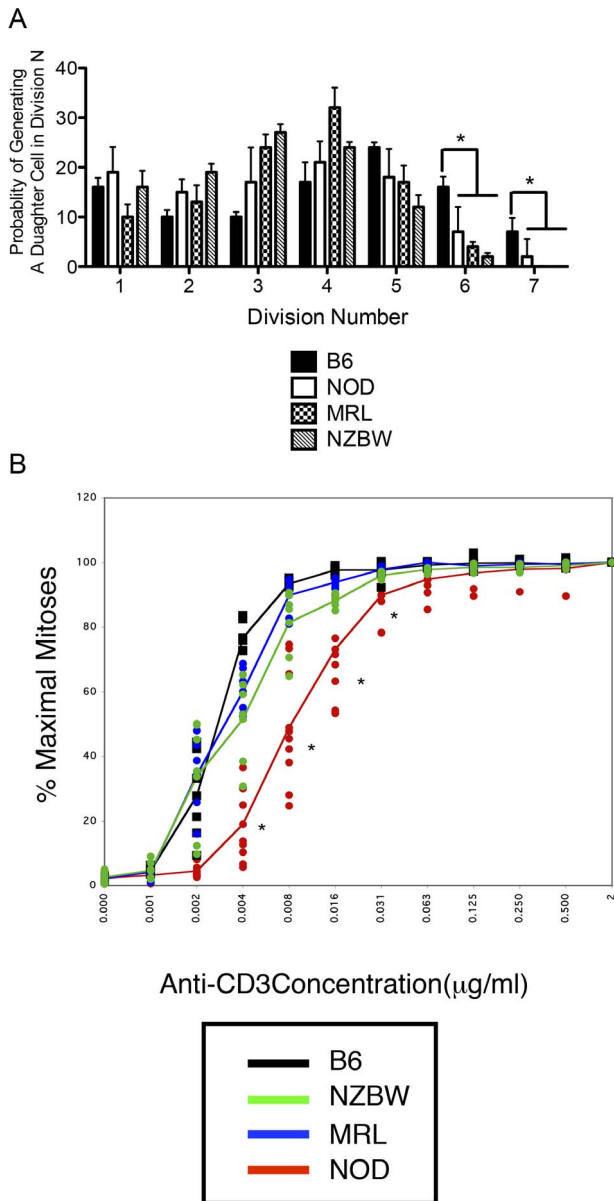 A
Probablity of Generating
A Duaghter Cell in Division N
40
30
20
10
0
*
*
1 2 3 4 5 6 7
Division Number
B6
NOD
MRL
NZBW
B
% Maximal Mitoses
120
100
80
60
40
20
0
*
*
*
*
0.000 0.001 0.002 0.004 0.008 0.016 0.031 0.063 0.125 0.250 0.500 2
Anti-CD3Concentration(μg/ml)
B6
NZBW
MRL
NOD